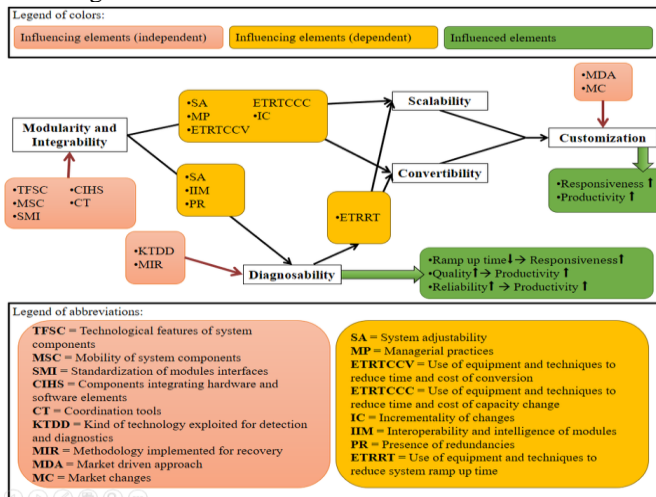 Legend of colors:
Influencing elements (independent)
Influencing elements (dependent)
Influenced elements
•MDA
•MC
•SA ETRTCCC
•MP •IC
•ETRTCCV
Scalability
Modularity and
Integrability
Customization
Convertibility
•SA
•IIM
•PR
•TFSC •CIHS
•MSC •CT
•SMI
•Responsiveness ↑
•Productivity ↑
•ETRRT
•KTDD
•MIR
Diagnosability
•Ramp up time↓→ Responsiveness↑
•Quality↑→ Productivity ↑
•Reliability↑ → Productivity ↑
Legend of abbreviations:
TFSC = Technological features of system
components
MSC = Mobility of system components
SMI = Standardization of modules interfaces
CIHS = Components integrating hardware and
software elements
CT = Coordination tools
KTDD = Kind of technology exploited for detection
and diagnostics
MIR = Methodology implemented for recovery
MDA = Market driven approach
MC = Market changes
SA = System adjustability
MP = Managerial practices
ETRTCCV = Use of equipment and techniques to
reduce time and cost of conversion
ETRTCCC = Use of equipment and techniques to
reduce time and cost of capacity change
IC = Incrementality of changes
IIM = Interoperability and intelligence of modules
PR = Presence of redundancies
ETRRT = Use of equipment and techniques to
reduce system ramp up time